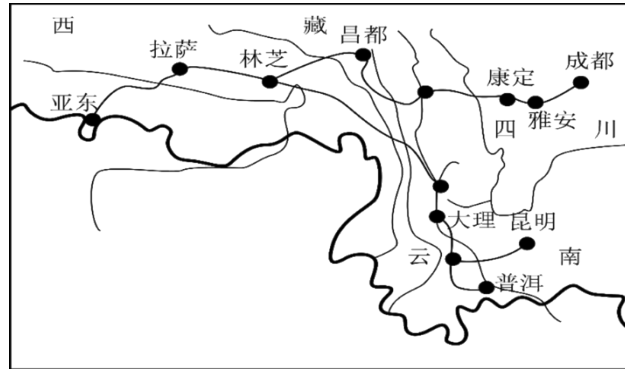 西 藏
昌都
拉萨 林芝
成都
康定
亚东
雅安
四 川
大理 昆明
云 南
普洱